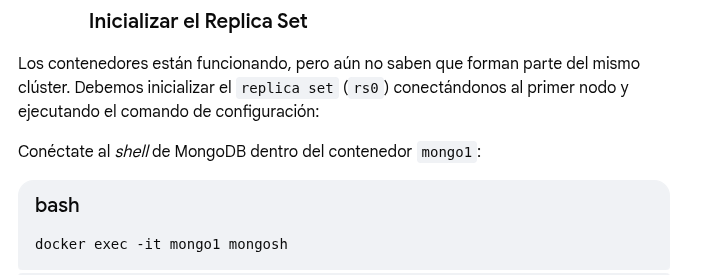 Inicializar el Replica Set
Los contenedores están funcionando, pero aún no saben que forman parte del mismo
clúster. Debemos inicializar el replica set (rs0) conectándonos al primer nodo y
ejecutando el comando de configuración:
Conéctate al shell de MongoDB dentro del contenedor mongo1:
bash
docker exec -it mongo1 mongosh